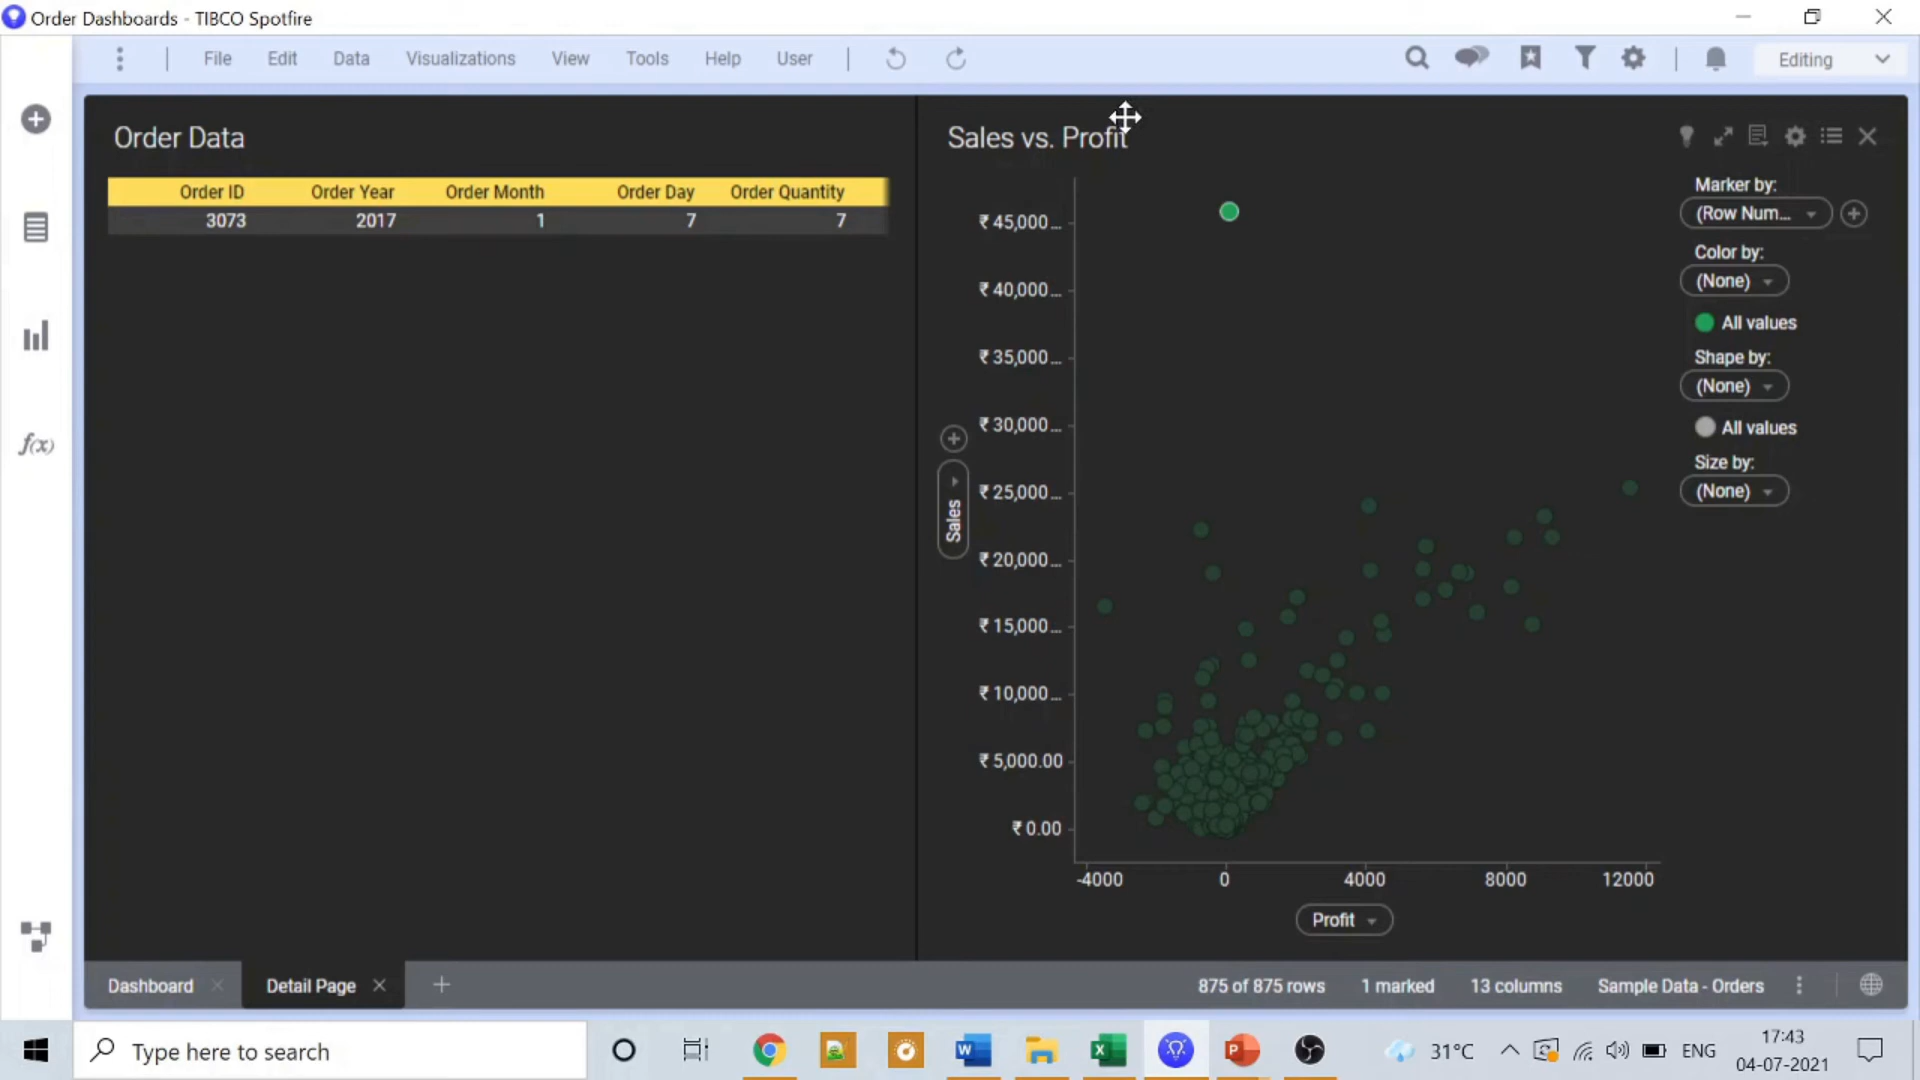 Order Dashboards - TIBCO Spotfire
File Edit Data Visualizations View Tools Help User Editing
Order Data
Order ID Order Year Order Month Order Day Order Quantity
3073 2017 1 7 7
Sales vs. Profit
₹ 45,000...
₹ 40,000...
₹ 35,000...
₹ 30,000...
₹ 25,000...
₹ 20,000...
₹ 15,000...
₹ 10,000...
₹ 5,000.00
₹ 0.00
Sales
-4000 0 4000 8000 12000
Profit
Marker by:
(Row Num...
Color by:
(None)
All values
Shape by:
(None)
All values
Size by:
(None)
f(x)
Dashboard Detail Page 875 of 875 rows 1 marked 13 columns Sample Data - Orders
Type here to search 31°C ENG 17:43
04-07-2021